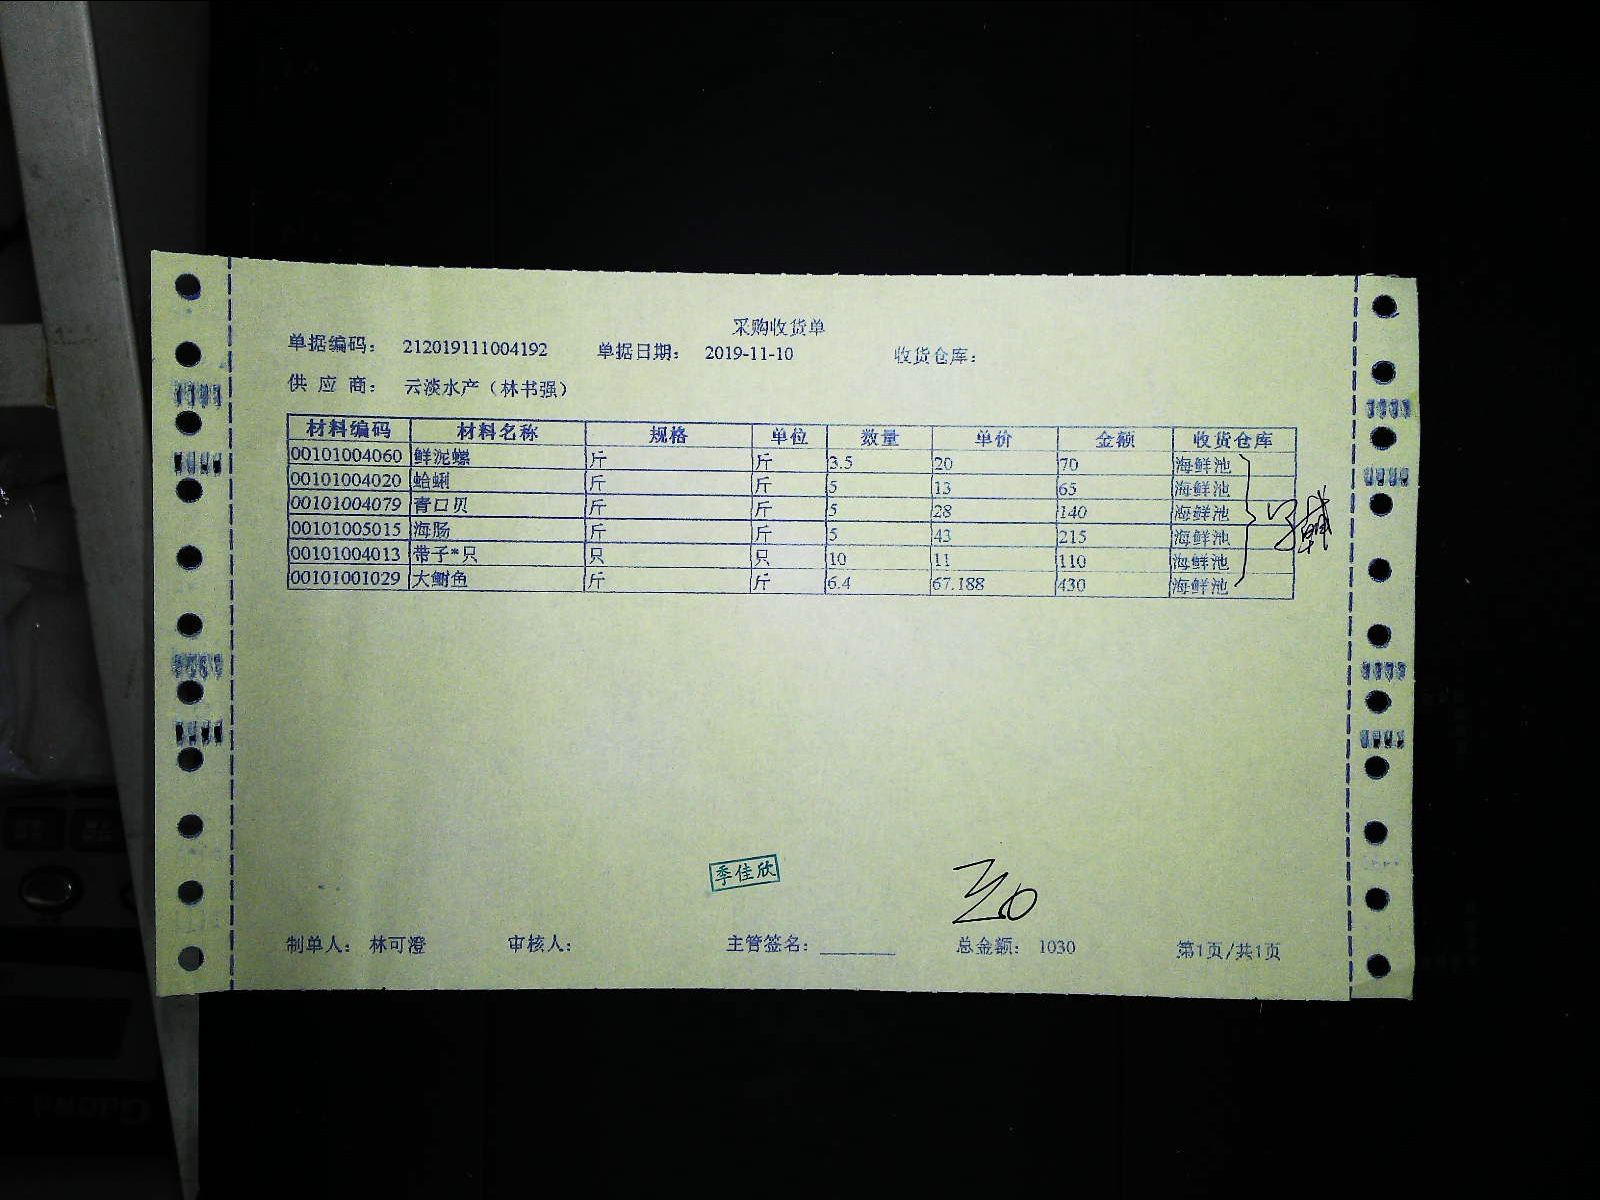 采购收货单
单据编码: 212019111004192 单据日期: 2019-11-10 收货仓库:
供 应 商: 云淡水产（林书强）
材料编码 材料名称 规格 单位 数量 单价 金额 收货仓库
00101004060 鲜泥螺 斤 斤 3.5 20 70 海鲜池
00101004020 蛤蜊 斤 斤 5 13 65 海鲜池
00101004079 青口贝 斤 斤 5 28 140 海鲜池
00101005015 海肠 斤 斤 5 43 215 海鲜池
00101004013 带子*只 只 只 10 11 110 海鲜池
00101001029 大鲥鱼 斤 斤 6.4 67.188 430 海鲜池
季佳欣
制单人: 林可澄 审核人: 主管签名: 总金额: 1030 第1页/共1页